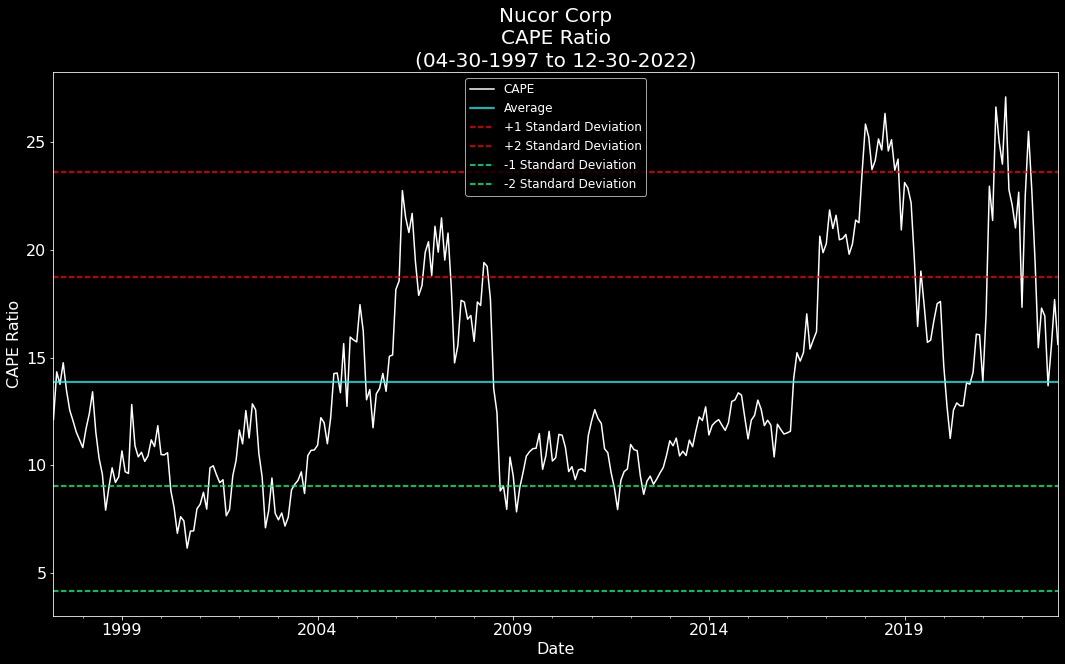 Nucor Corp
CAPE Ratio
(04-30-1997 to 12-30-2022)
CAPE
Average
+1 Standard Deviation
+2 Standard Deviation
-1 Standard Deviation
-2 Standard Deviation
25
20
15
10
5
CAPE Ratio
1999
2004
2009
2014
2019
Date